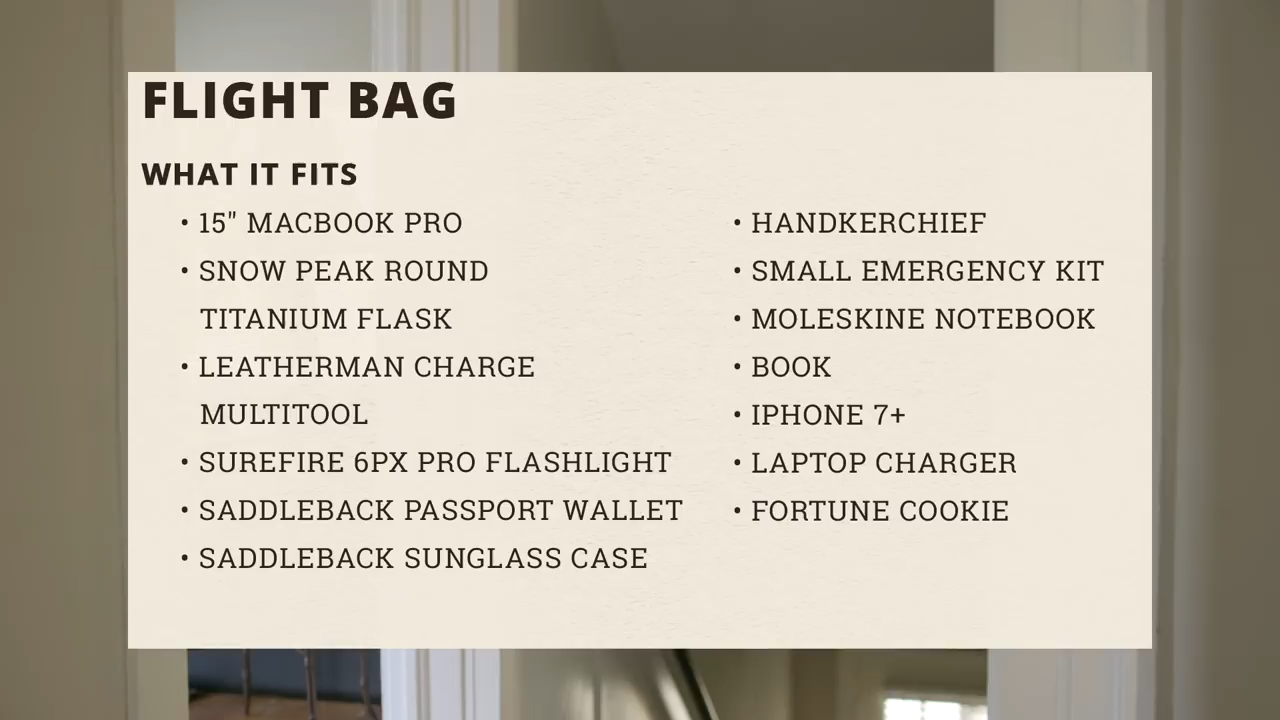 FLIGHT BAG
WHAT IT FITS
• 15" MACBOOK PRO
• SNOW PEAK ROUND
TITANIUM FLASK
• LEATHERMAN CHARGE
MULTITOOL
• SUREFIRE 6PX PRO FLASHLIGHT
• SADDLEBACK PASSPORT WALLET
• SADDLEBACK SUNGLASS CASE
• HANDKERCHIEF
• SMALL EMERGENCY KIT
• MOLESKINE NOTEBOOK
• BOOK
• IPHONE 7+
• LAPTOP CHARGER
• FORTUNE COOKIE